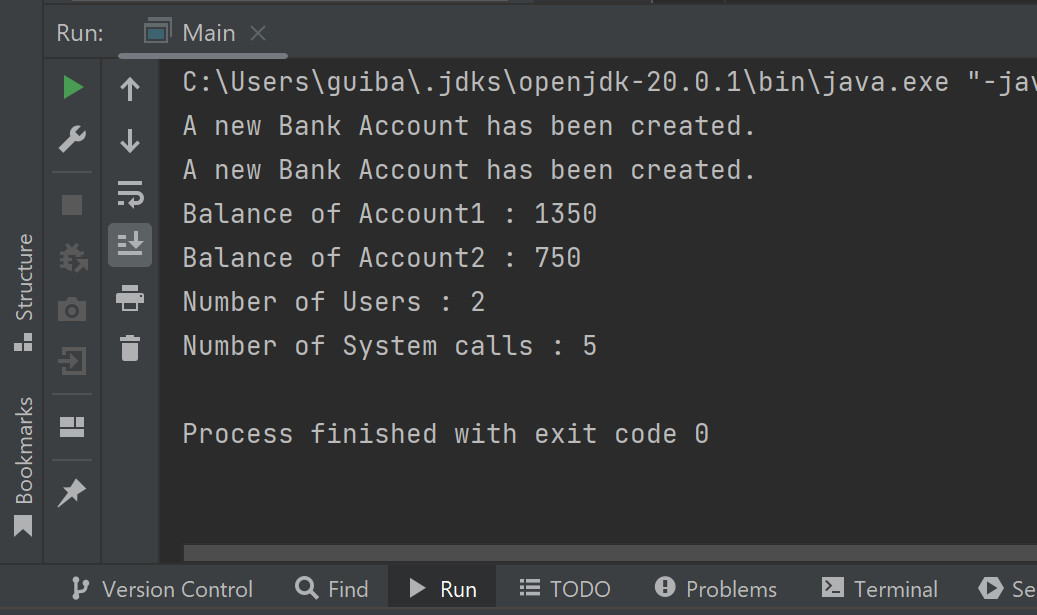 Run:
Main
C:\Users\guiba\.jdks\openjdk-20.0.1\bin\java.exe "-jav
A new Bank Account has been created.
A new Bank Account has been created.
Balance of Account1 : 1350
Balance of Account2 : 750
Number of Users : 2
Number of System calls : 5
Process finished with exit code 0
Structure
Bookmarks
Version Control
Find
Run
TODO
Problems
Terminal
Se